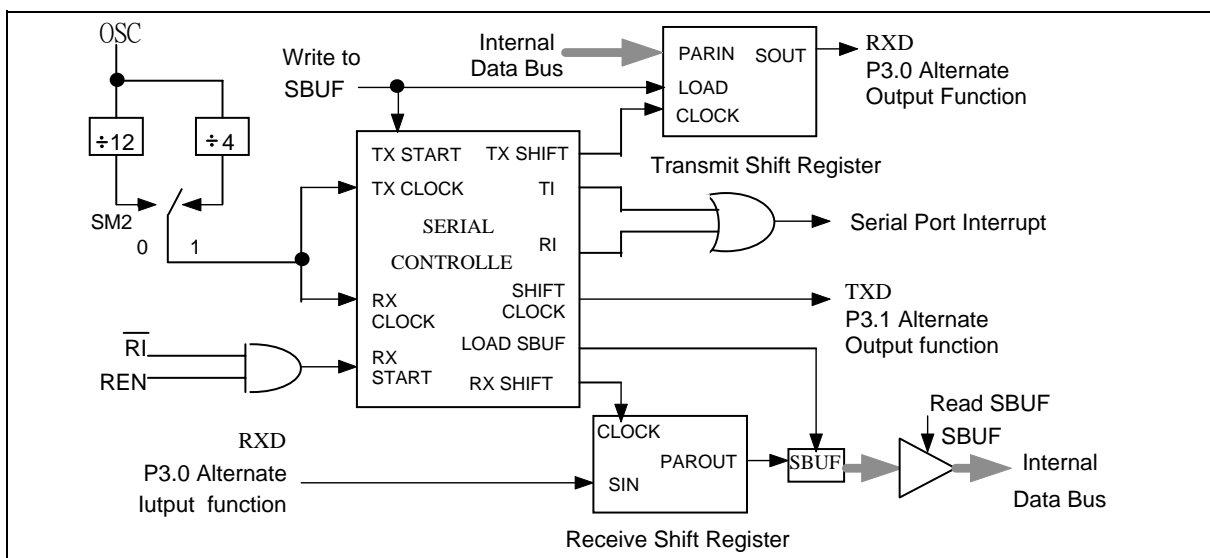 OSC
÷12
÷4
SM2
0 1
Write to
SBUF
Internal
Data Bus
PARIN
SOUT
LOAD
CLOCK
RXD
P3.0 Alternate
Output Function
Transmit Shift Register
TX START
TX SHIFT
TX CLOCK
TI
SERIAL
RI
CONTROLLE
SHIFT
CLOCK
RX
CLOCK
LOAD SBUF
RX
START
RX SHIFT
Serial Port Interrupt
TXD
P3.1 Alternate
Output function
R̅I̅
REN
RXD
P3.0 Alternate
Iutput function
CLOCK
PAROUT
SIN
Receive Shift Register
SBUF
Read SBUF
SBUF
Internal
Data Bus